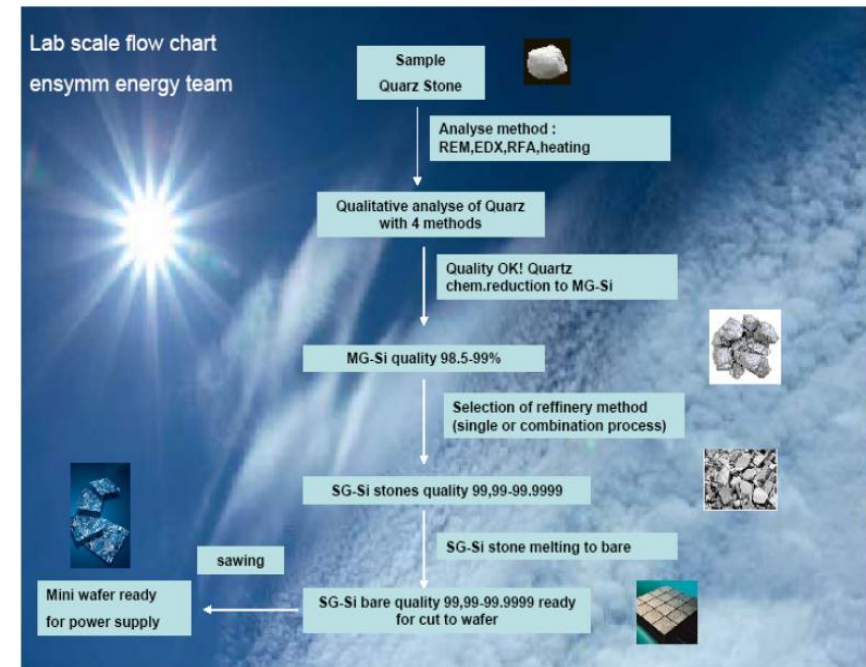 Lab scale flow chart
ensymm energy team
Sample
Quarz Stone
Analyse method :
REM,EDX,RFA,heating
Qualitative analyse of Quarz
with 4 methods
Quality OK! Quartz
chem.reduction to MG-Si
MG-Si quality 98.5-99%
Selection of reffinery method
(single or combination process)
SG-Si stones quality 99,99-99.9999
SG-Si stone melting to bare
sawing
Mini wafer ready
for power supply
SG-Si bare quality 99,99-99.9999 ready
for cut to wafer